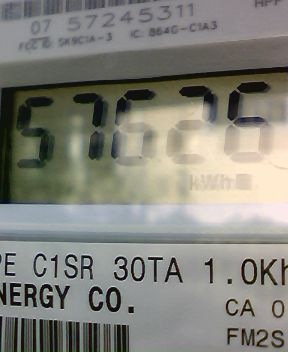 07 57245311
FCC ID: SK9C1A-3 IC: 864G-C1A3
kWh
PE C1SR 30TA 1.0Kh
NERGY CO.
CA 0
FM2S